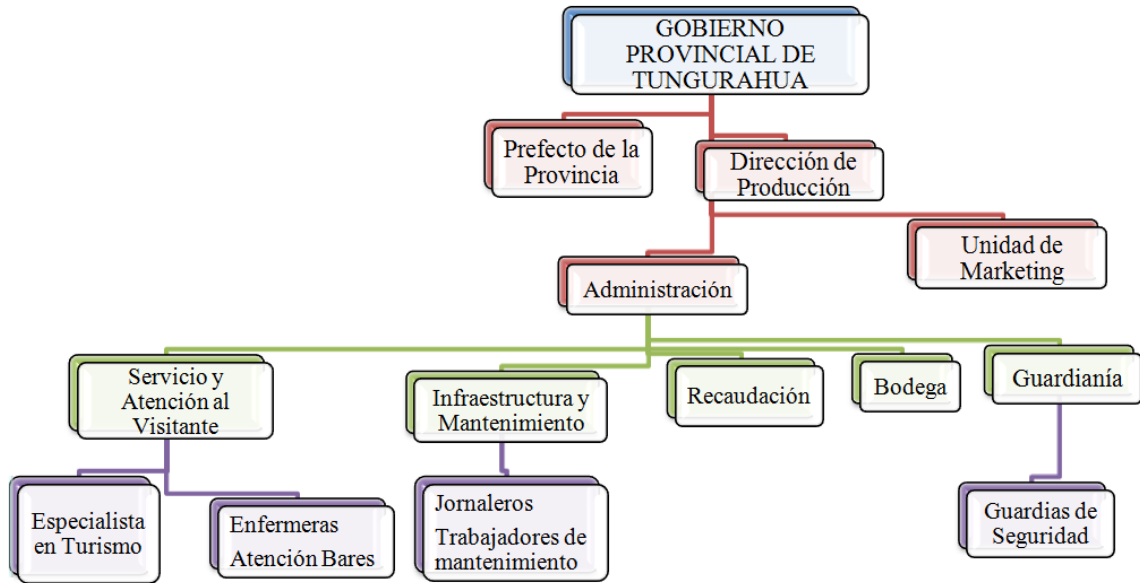 GOBIERNO
PROVINCIAL DE
TUNGURAHUA
Prefecto de la
Provincia
Dirección de
Producción
Unidad de
Marketing
Administración
Servicio y
Atención al
Visitante
Infraestructura y
Mantenimiento
Recaudación
Bodega
Guardianía
Especialista
en Turismo
Enfermeras
Atención Bares
Jornaleros
Trabajadores de
mantenimiento
Guardias de
Seguridad